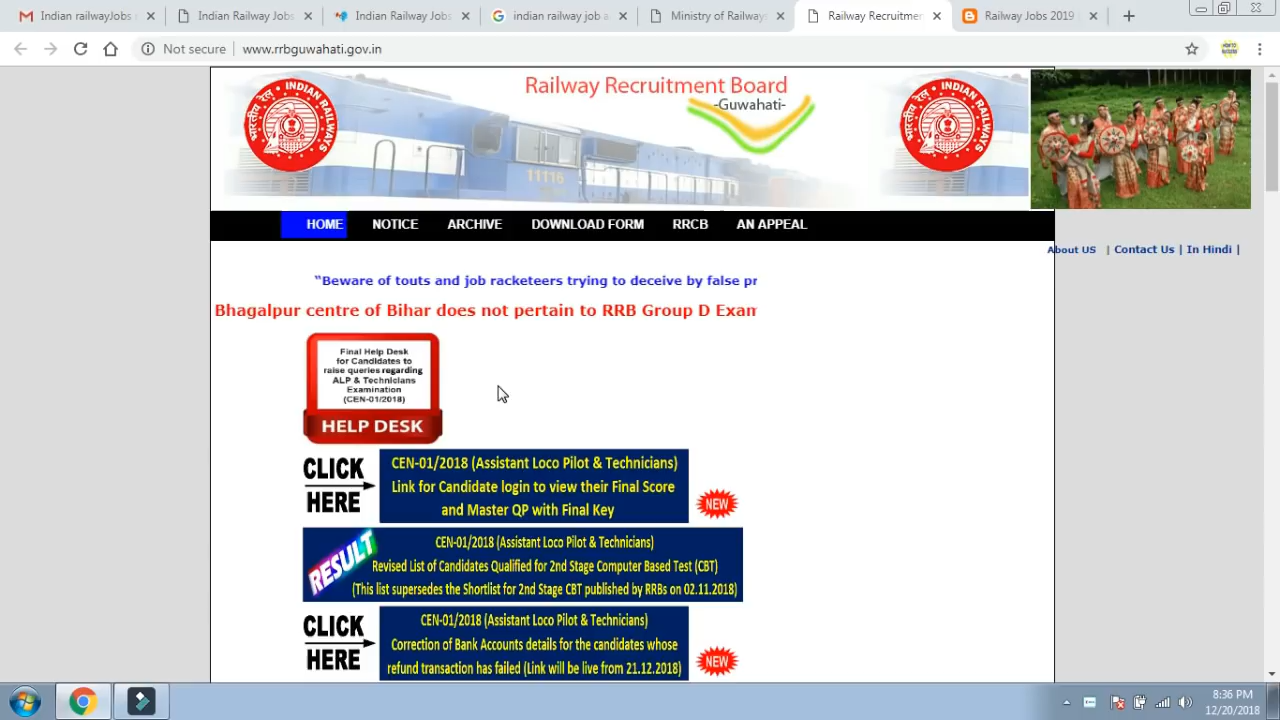 Indian railwayJobs
Indian RailwayJobs
Indian Railway Jobs
indian railway job a
Ministry of Railways
Railway Recruitmen
Railway Jobs 2019
Not secure
www.rrbguwahati.gov.in
भारतीय रेल INDIAN RAILWAYS
Railway Recruitment Board
-Guwahati-
भारतीय रेल INDIAN RAILWAYS
11116
HOME
NOTICE
ARCHIVE
DOWNLOAD FORM
RRCB
AN APPEAL
About US | Contact Us | In Hindi |
"Beware of touts and job racketeers trying to deceive by false pr
Bhagalpur centre of Bihar does not pertain to RRB Group D Exam
Final Help Desk
for Candidates to
raise queries regarding
ALP & Technicians
Examination
(CEN-01/2018)
HELP DESK
CLICK
HERE
CEN-01/2018 (Assistant Loco Pilot & Technicians)
Link for Candidate login to view their Final Score
and Master QP with Final Key
NEW
RESULT
CEN-01/2018 (Assistant Loco Pilot & Technicians)
Revised List of Candidates Qualified for 2nd Stage Computer Based Test (CBT)
(This list supersedes the Shortlist for 2nd Stage CBT published by RRBs on 02.11.2018)
CLICK
HERE
CEN-01/2018 (Assistant Loco Pilot & Technicians)
Correction of Bank Accounts details for the candidates whose
refund transaction has failed (Link will be live from 21.12.2018)
NEW
8:36 PM
12/20/2018